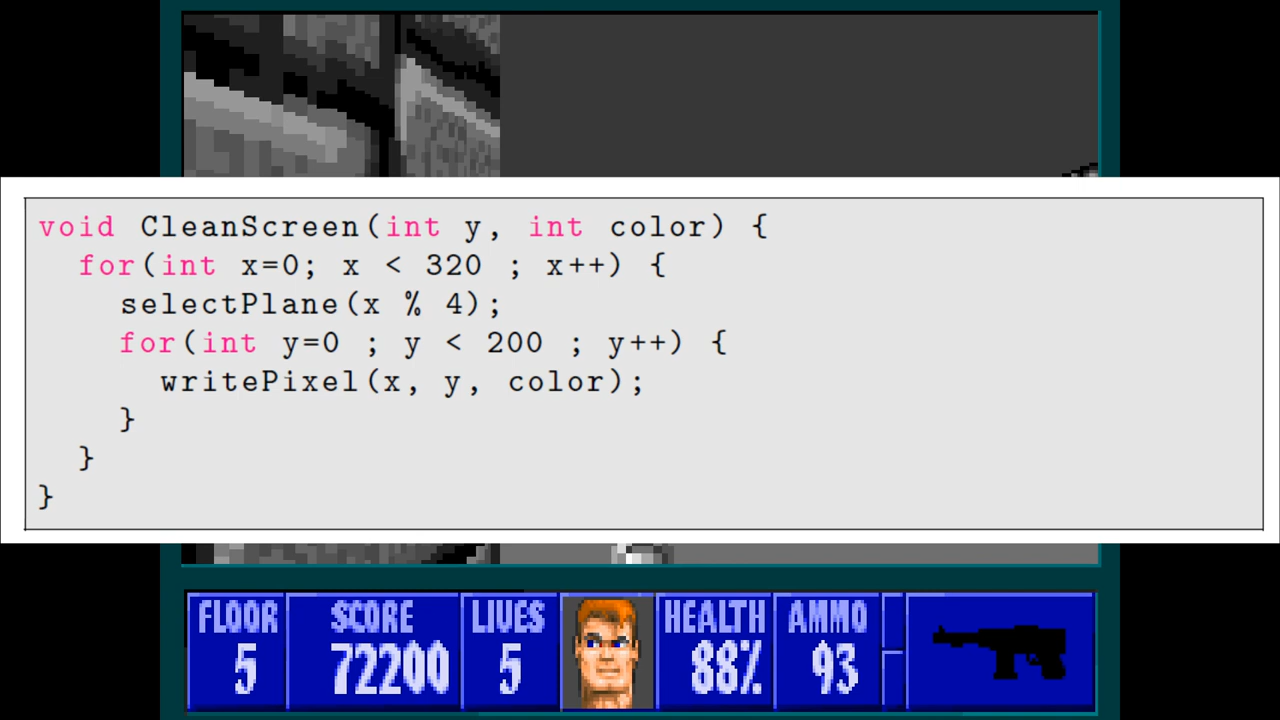 void CleanScreen(int y, int color) {
  for(int x=0; x < 320 ; x++) {
    selectPlane(x % 4);
    for(int y=0 ; y < 200 ; y++) {
      writePixel(x, y, color);
    }
  }
}
FLOOR SCORE LIVES HEALTH AMMO
5 72200 5 88% 93